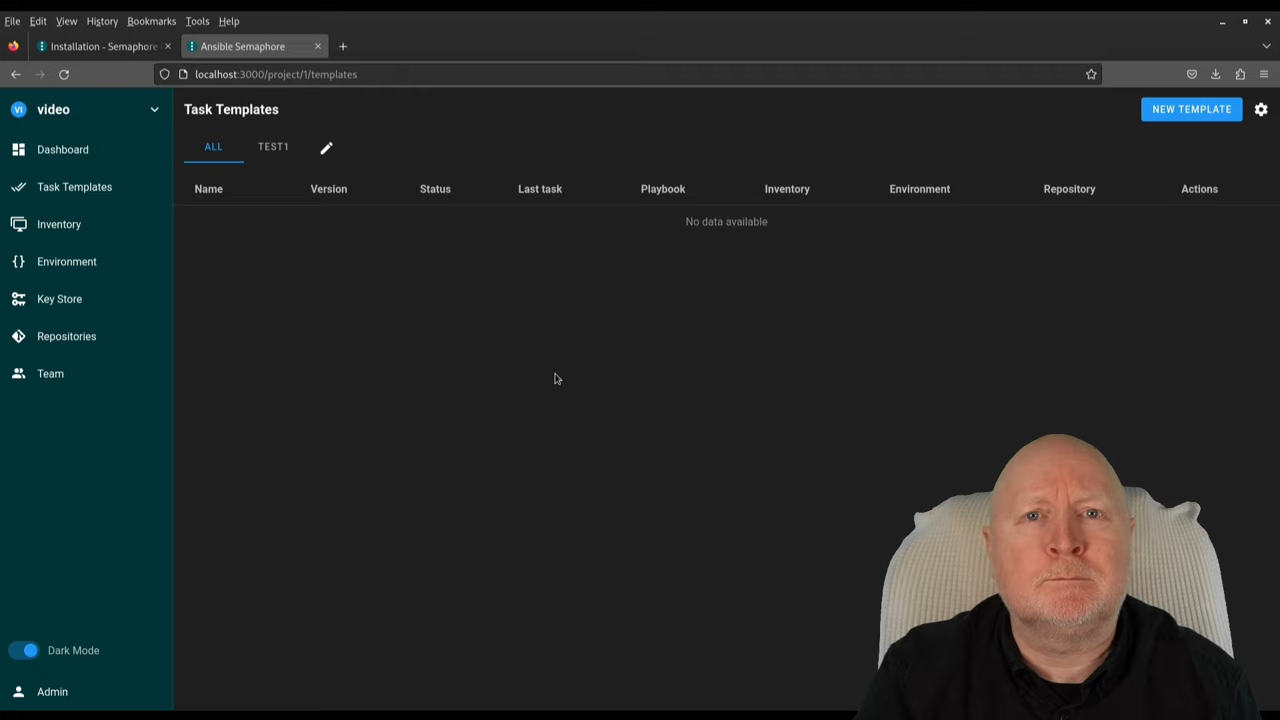 File Edit View History Bookmarks Tools Help
Installation - Semaphore
Ansible Semaphore
localhost:3000/project/1/templates
VI video
Task Templates
NEW TEMPLATE
ALL TEST1
Name Version Status Last task Playbook Inventory Environment Repository Actions
No data available
Dashboard
Task Templates
Inventory
Environment
Key Store
Repositories
Team
Dark Mode
Admin